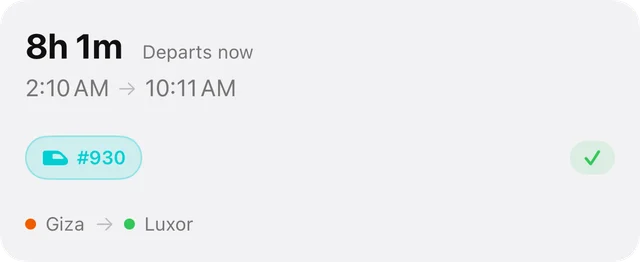 8h 1m Departs now
2:10 AM → 10:11 AM
#930
Giza → Luxor